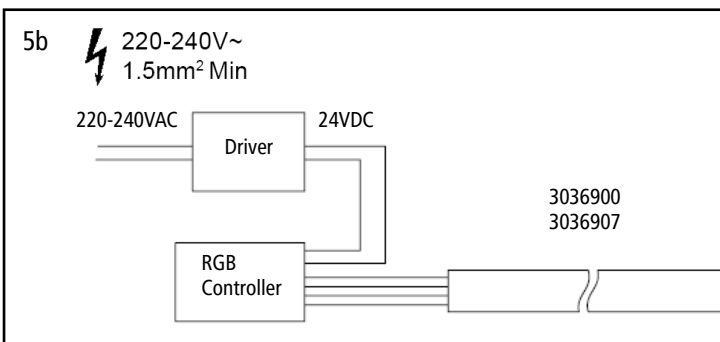 5b
220-240V~
1.5mm² Min
220-240VAC
24VDC
Driver
3036900
3036907
RGB
Controller